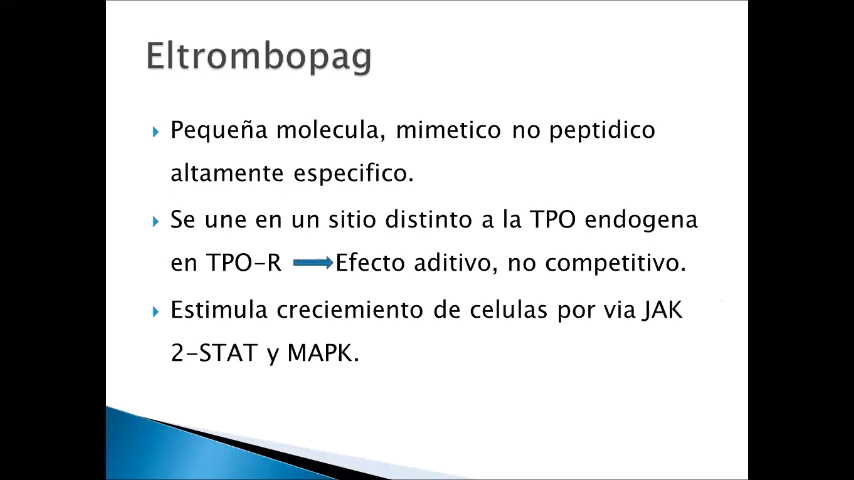 Eltrombopag
Pequeña molecula, mimetico no peptidico
altamente especifico.
Se une en un sitio distinto a la TPO endogena
en TPO-R Efecto aditivo, no competitivo.
Estimula creciemiento de celulas por via JAK
2-STAT y MAPK.